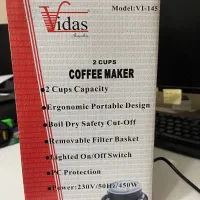 Vidas
Model:VI-145
2 CUPS
COFFEE MAKER
•2 Cups Capacity
•Ergonomic Portable Design
•Boil Dry Safety Cut-Off
•Removable Filter Basket
•Lighted On/Off Switch
•PC Protection
•Power:230V/50Hz/450W